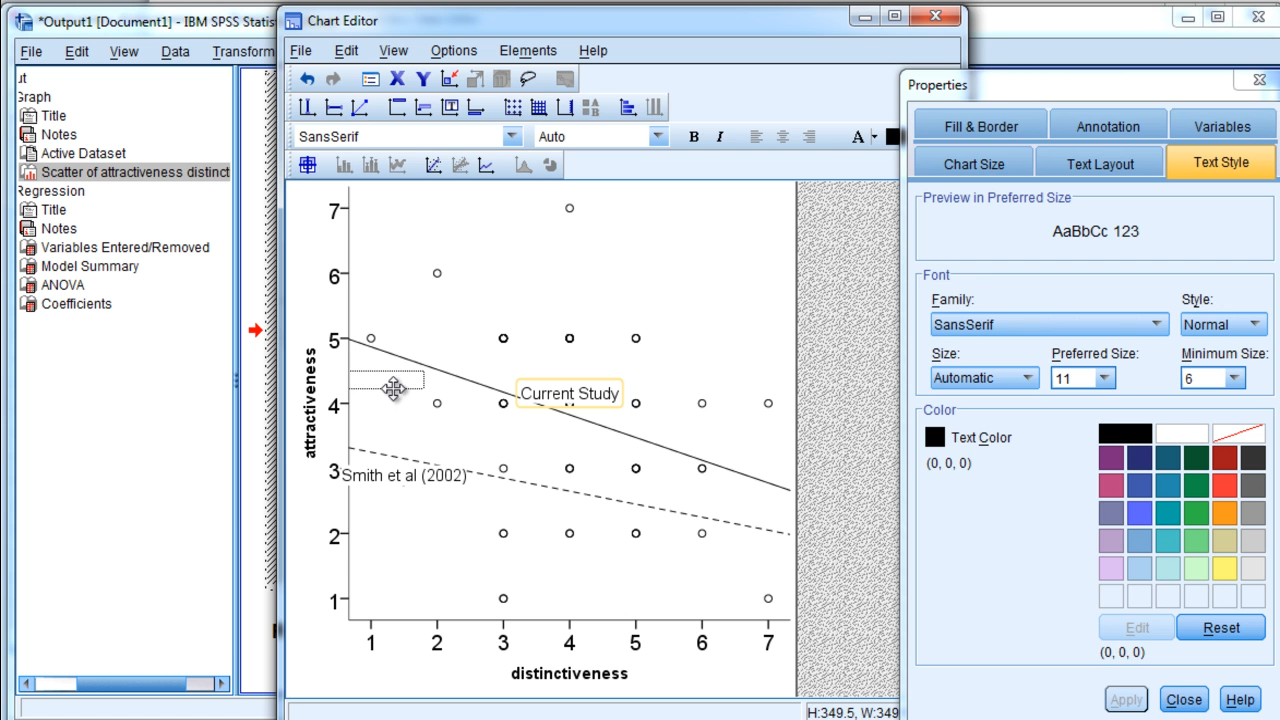 *Output1 [Document1] - IBM SPSS Statist
File Edit View Data Transform
ut
Graph
Title
Notes
Active Dataset
Scatter of attractiveness distinct
Regression
Title
Notes
Variables Entered/Removed
Model Summary
ANOVA
Coefficients
Chart Editor
File Edit View Options Elements Help
X Y
SansSerif Auto B I A
7
6
5
4
3
2
1
attractiveness
Current Study
Smith et al (2002)
1 2 3 4 5 6 7
distinctiveness
H:349.5, W:349
Properties
Fill & Border Annotation Variables
Chart Size Text Layout Text Style
Preview in Preferred Size
AaBbCc 123
Font
Family: Style:
SansSerif Normal
Size: Preferred Size: Minimum Size:
Automatic 11 6
Color
Text Color
(0, 0, 0)
Edit Reset
(0, 0, 0)
Apply Close Help